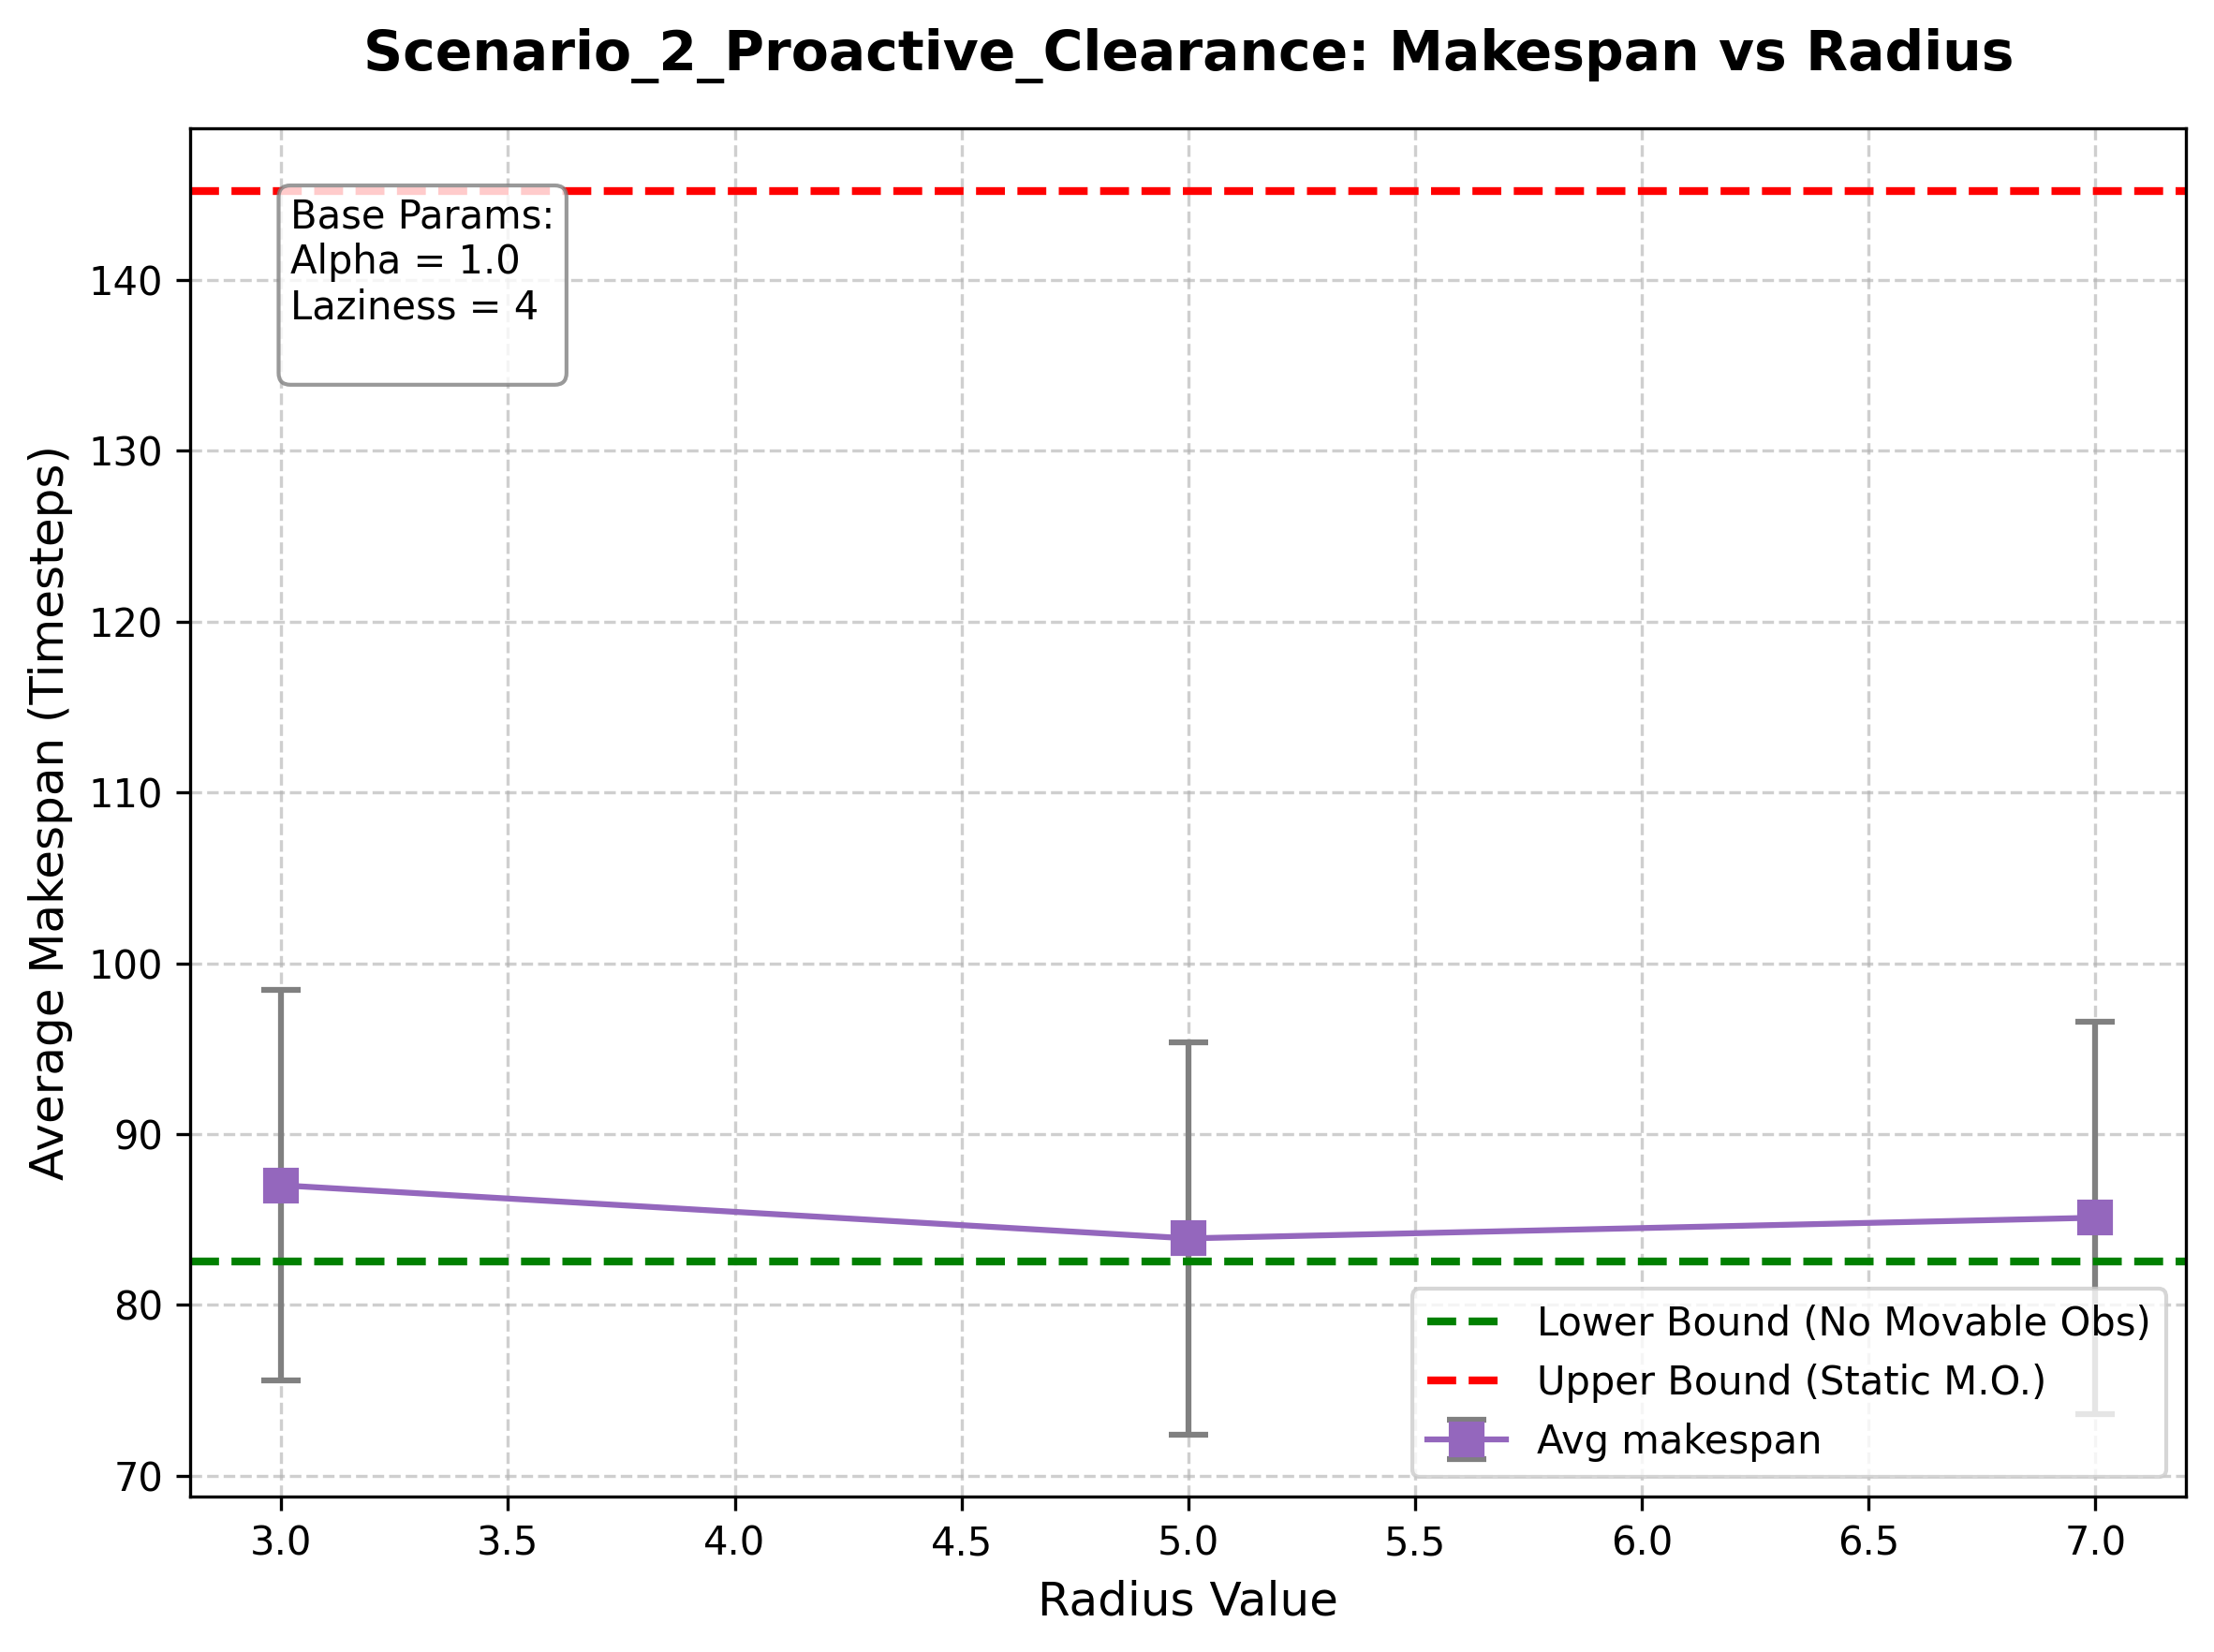 Scenario_2_Proactive_Clearance: Makespan vs Radius
Base Params:
Alpha = 1.0
Laziness = 4
Average Makespan (Timesteps)
140
130
120
110
100
90
80
70
Lower Bound (No Movable Obs)
Upper Bound (Static M.O.)
Avg makespan
3.0 3.5 4.0 4.5 5.0 5.5 6.0 6.5 7.0
Radius Value